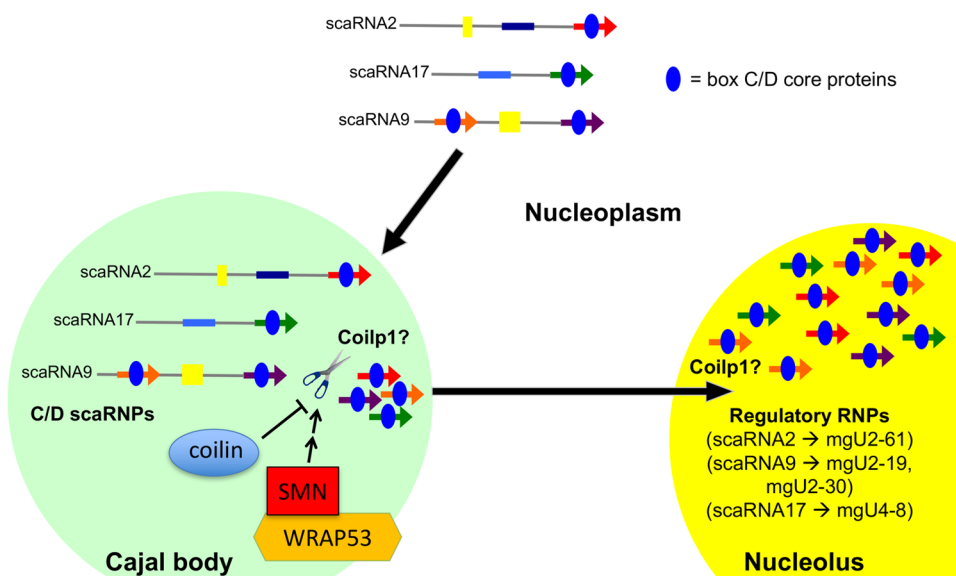 scaRNA2
scaRNA17
= box C/D core proteins
scaRNA9
Nucleoplasm
scaRNA2
scaRNA17
Coilp1?
scaRNA9
C/D scaRNPs
coilin
SMN
WRAP53
Cajal body
Coilp1?
Regulatory RNPs
(scaRNA2 → mgU2-61)
(scaRNA9 → mgU2-19,
mgU2-30)
(scaRNA17 → mgU4-8)
Nucleolus